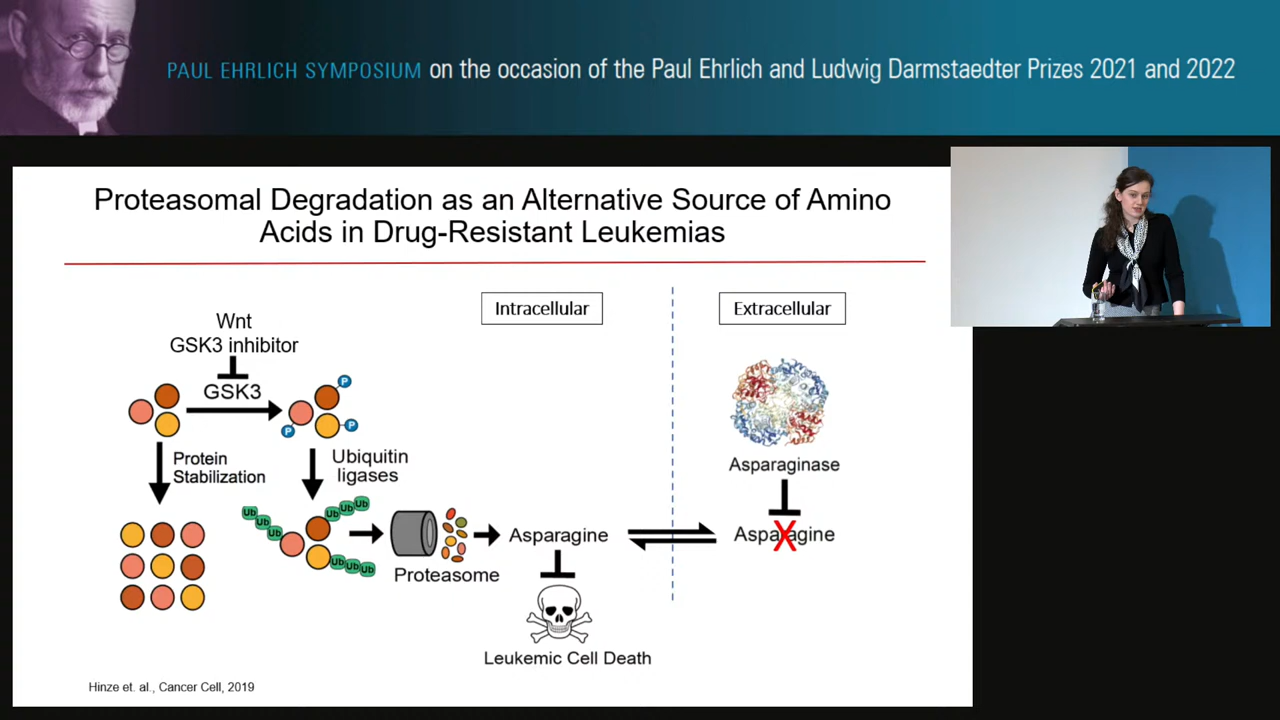 PAUL EHRLICH SYMPOSIUM on the occasion of the Paul Ehrlich and Ludwig Darmstaedter Prizes 2021 and 2022
Proteasomal Degradation as an Alternative Source of Amino
Acids in Drug-Resistant Leukemias
Intracellular
Extracellular
Wnt
GSK3 inhibitor
GSK3
P
P
P
Protein
Stabilization
Ubiquitin
ligases
Asparaginase
Ub
Ub
Ub
Ub
Ub
Ub
Ub
Ub
Ub
Proteasome
Asparagine
Asparagine
Leukemic Cell Death
Hinze et. al., Cancer Cell, 2019